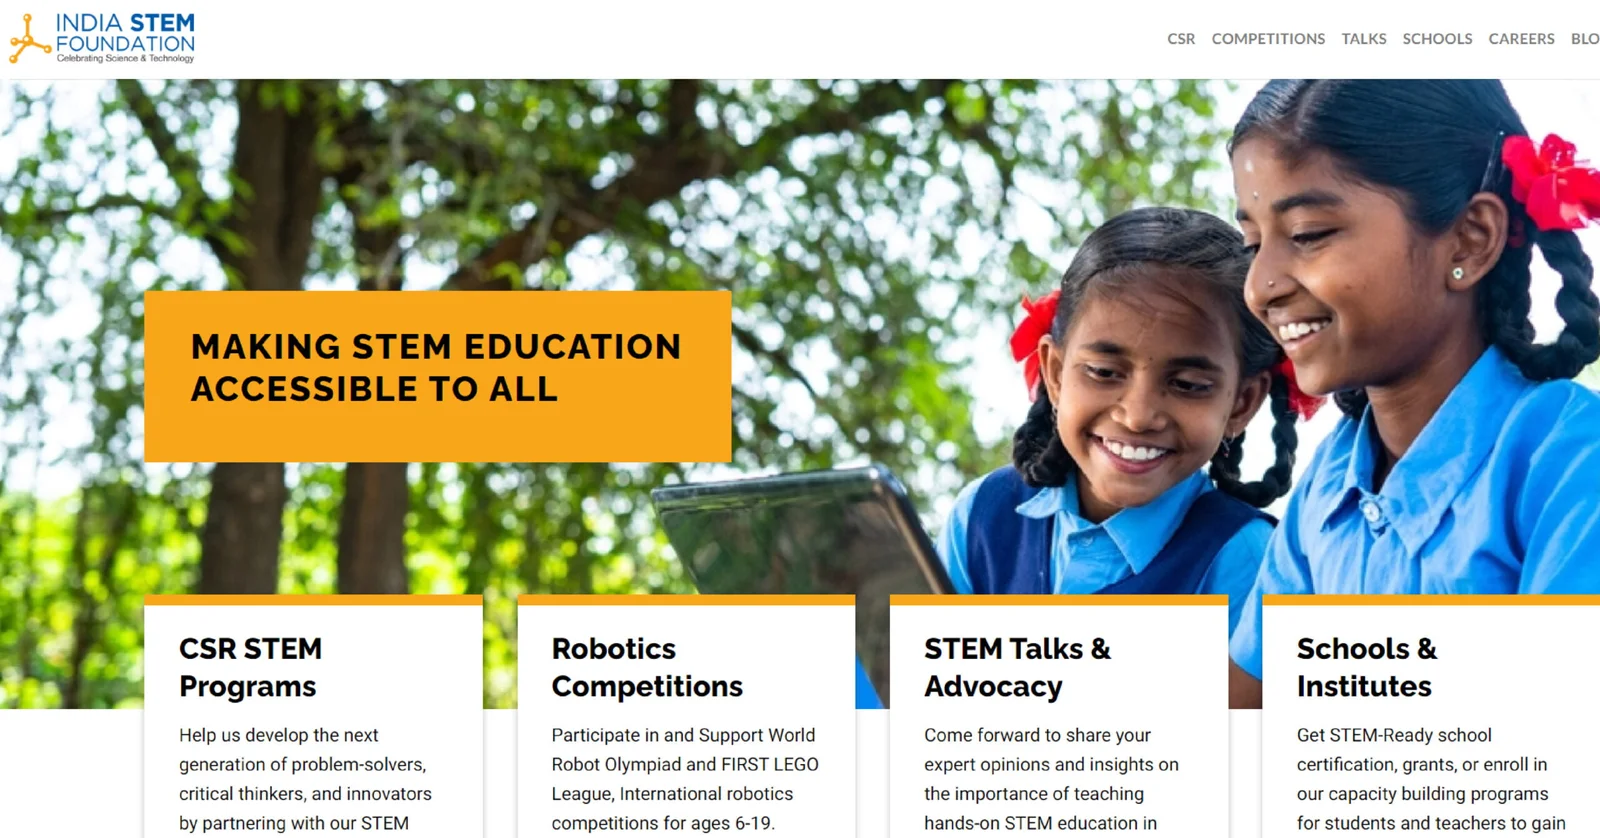 INDIA STEM
FOUNDATION
Celebrating Science & Technology
CSR COMPETITIONS TALKS SCHOOLS CAREERS BLO
MAKING STEM EDUCATION
ACCESSIBLE TO ALL
CSR STEM
Programs
Help us develop the next
generation of problem-solvers,
critical thinkers, and innovators
by partnering with our STEM
Robotics
Competitions
Participate in and Support World
Robot Olympiad and FIRST LEGO
League, International robotics
competitions for ages 6-19.
STEM Talks &
Advocacy
Come forward to share your
expert opinions and insights on
the importance of teaching
hands-on STEM education in
Schools &
Institutes
Get STEM-Ready school
certification, grants, or enroll in
our capacity building programs
for students and teachers to gain